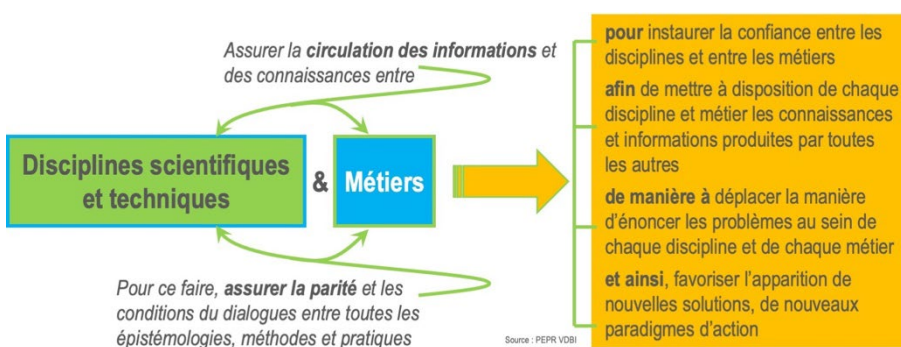 Assurer la circulation des informations et
des connaissances entre
Disciplines scientifiques
et techniques
&
Métiers
Pour ce faire, assurer la parité et les
conditions du dialogues entre toutes les
épistémologies, méthodes et pratiques
pour instaurer la confiance entre les
disciplines et entre les métiers
afin de mettre à disposition de chaque
discipline et métier les connaissances
et informations produites par toutes
les autres
de manière à déplacer la manière
d'énoncer les problèmes au sein de
chaque discipline et de chaque métier
et ainsi, favoriser l'apparition de
nouvelles solutions, de nouveaux
paradigmes d'action
Source : PEPR VDBI